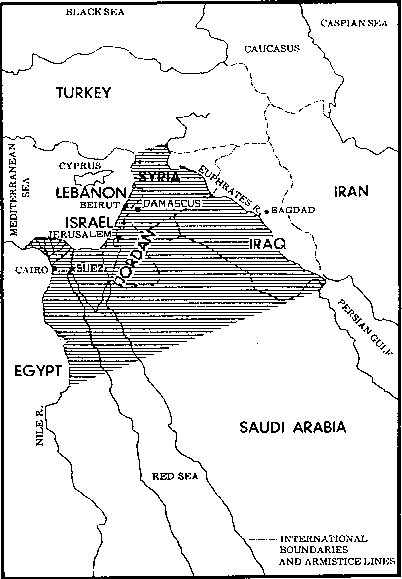 BLACK SEA
CASPIAN SEA
CAUCASUS
TURKEY
MEDITERRANEAN
SEA
CYPRUS
SYRIA
EUPHRATES R.
IRAN
LEBANON
BEIRUT
DAMASCUS
BAGDAD
ISRAEL
JERUSALEM
JORDAN
IRAQ
CAIRO
SUEZ
PERSIAN GULF
EGYPT
NILE R.
SAUDI ARABIA
RED SEA
INTERNATIONAL
BOUNDARIES
AND ARMISTICE LINES